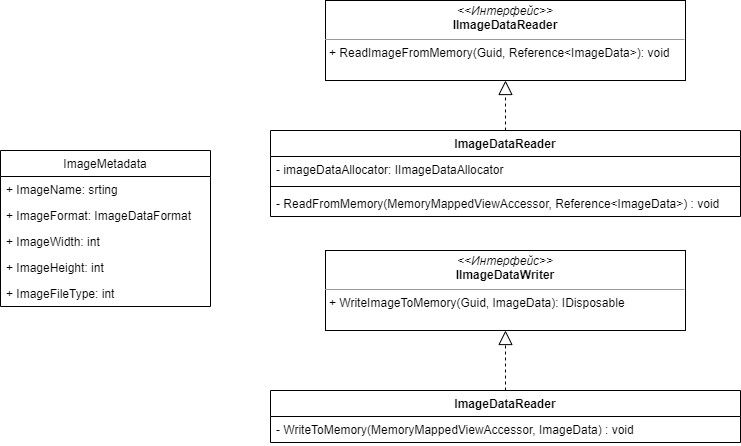 <<Интерфейс>>
IImageDataReader
+ ReadImageFromMemory(Guid, Reference<ImageData>): void
ImageDataReader
- imageDataAllocator: IImageDataAllocator
- ReadFromMemory(MemoryMappedViewAccessor, Reference<ImageData>) : void
ImageMetadata
+ ImageName: srting
+ ImageFormat: ImageDataFormat
+ ImageWidth: int
+ ImageHeight: int
+ ImageFileType: int
<<Интерфейс>>
IImageDataWriter
+ WriteImageToMemory(Guid, ImageData): IDisposable
ImageDataReader
- WriteToMemory(MemoryMappedViewAccessor, ImageData) : void